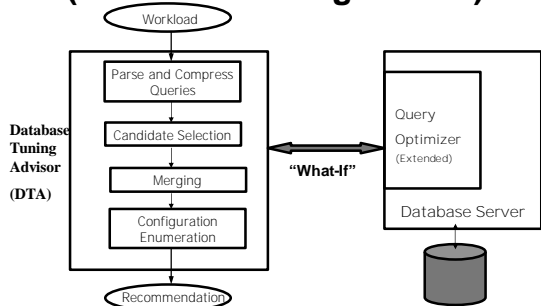 Workload
Parse and Compress
Queries
Candidate Selection
Merging
Configuration
Enumeration
Recommendation
Database
Tuning
Advisor
(DTA)
“What-If”
Query
Optimizer
(Extended)
Database Server